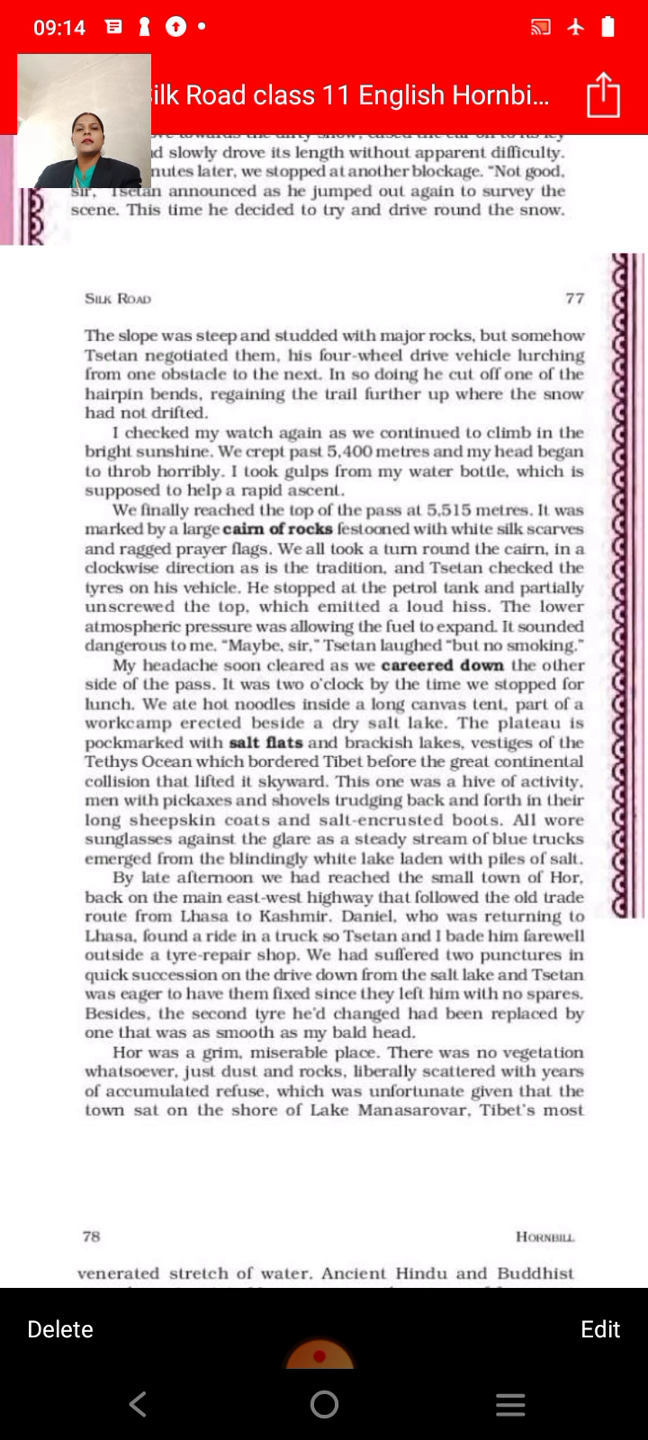 09:14
Silk Road class 11 English Hornbi...
slowly drove its length without apparent difficulty.
later, we stopped at another blockage. “Not good,
sir,” Tsetan announced as he jumped out again to survey the
scene. This time he decided to try and drive round the snow.
SILK ROAD 77
The slope was steep and studded with major rocks, but somehow
Tsetan negotiated them, his four-wheel drive vehicle lurching
from one obstacle to the next. In so doing he cut off one of the
hairpin bends, regaining the trail further up where the snow
had not drifted.
I checked my watch again as we continued to climb in the
bright sunshine. We crept past 5,400 metres and my head began
to throb horribly. I took gulps from my water bottle, which is
supposed to help a rapid ascent.
We finally reached the top of the pass at 5,515 metres. It was
marked by a large cairn of rocks festooned with white silk scarves
and ragged prayer flags. We all took a turn round the cairn, in a
clockwise direction as is the tradition, and Tsetan checked the
tyres on his vehicle. He stopped at the petrol tank and partially
unscrewed the top, which emitted a loud hiss. The lower
atmospheric pressure was allowing the fuel to expand. It sounded
dangerous to me. “Maybe, sir,” Tsetan laughed “but no smoking.”
My headache soon cleared as we careered down the other
side of the pass. It was two o’clock by the time we stopped for
lunch. We ate hot noodles inside a long canvas tent, part of a
workcamp erected beside a dry salt lake. The plateau is
pockmarked with salt flats and brackish lakes, vestiges of the
Tethys Ocean which bordered Tibet before the great continental
collision that lifted it skyward. This one was a hive of activity,
men with pickaxes and shovels trudging back and forth in their
long sheepskin coats and salt-encrusted boots. All wore
sunglasses against the glare as a steady stream of blue trucks
emerged from the blindingly white lake laden with piles of salt.
By late afternoon we had reached the small town of Hor,
back on the main east-west highway that followed the old trade
route from Lhasa to Kashmir. Daniel, who was returning to
Lhasa, found a ride in a truck so Tsetan and I bade him farewell
outside a tyre-repair shop. We had suffered two punctures in
quick succession on the drive down from the salt lake and Tsetan
was eager to have them fixed since they left him with no spares.
Besides, the second tyre he’d changed had been replaced by
one that was as smooth as my bald head.
Hor was a grim, miserable place. There was no vegetation
whatsoever, just dust and rocks, liberally scattered with years
of accumulated refuse, which was unfortunate given that the
town sat on the shore of Lake Manasarovar, Tibet’s most
78 HORNBILL
venerated stretch of water. Ancient Hindu and Buddhist
Delete Edit